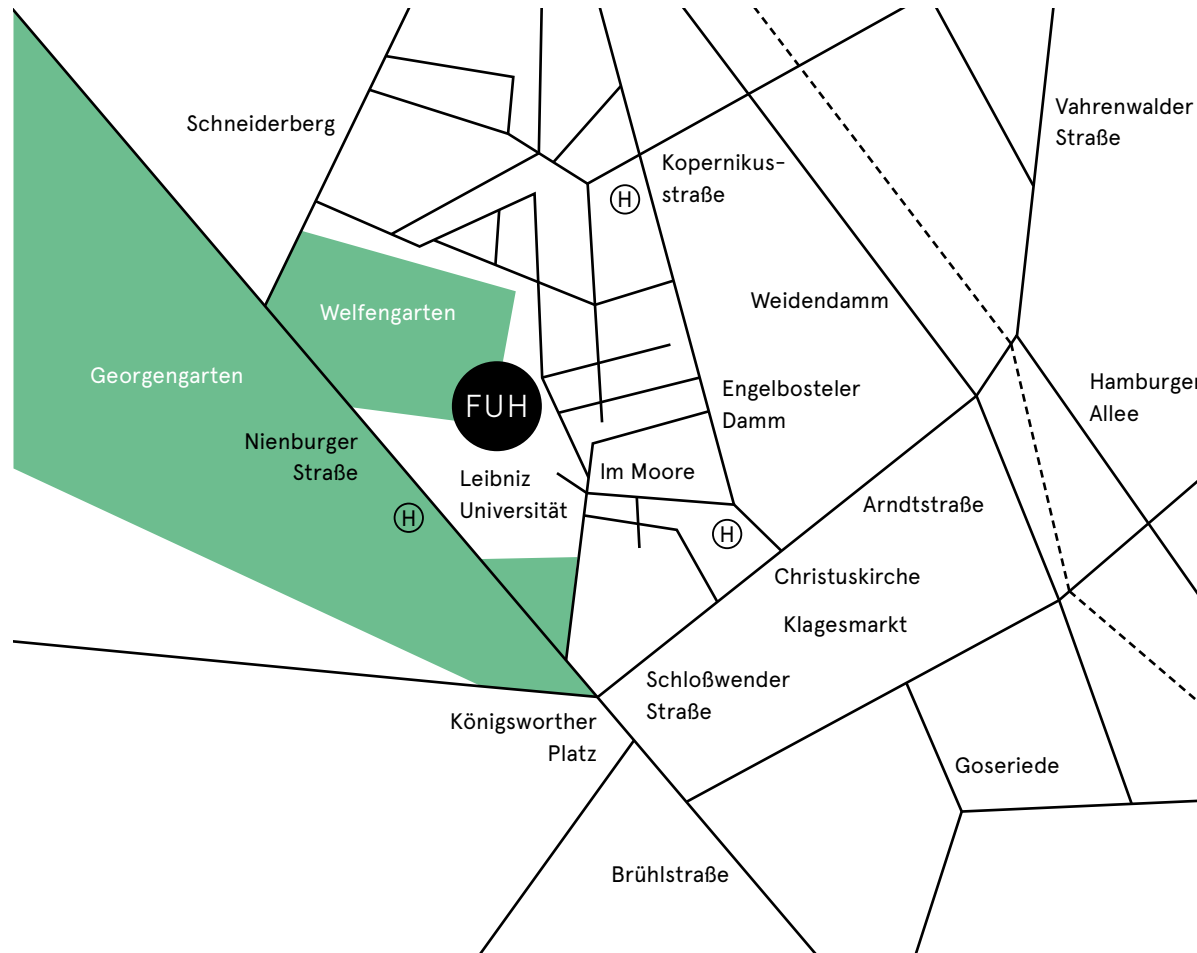 Schneiderberg
Vahrenwalder
Straße
Kopernikus-
straße
H
Welfengarten
Weidendamm
Georgengarten
Hamburger
Allee
Engelbosteler
Damm
FUH
Nienburger
Straße
Leibniz
Universität
Im Moore
H
Arndtstraße
H
Christuskirche
Klagesmarkt
Schloßwender
Straße
Königsworther
Platz
Goseriede
Brühlstraße